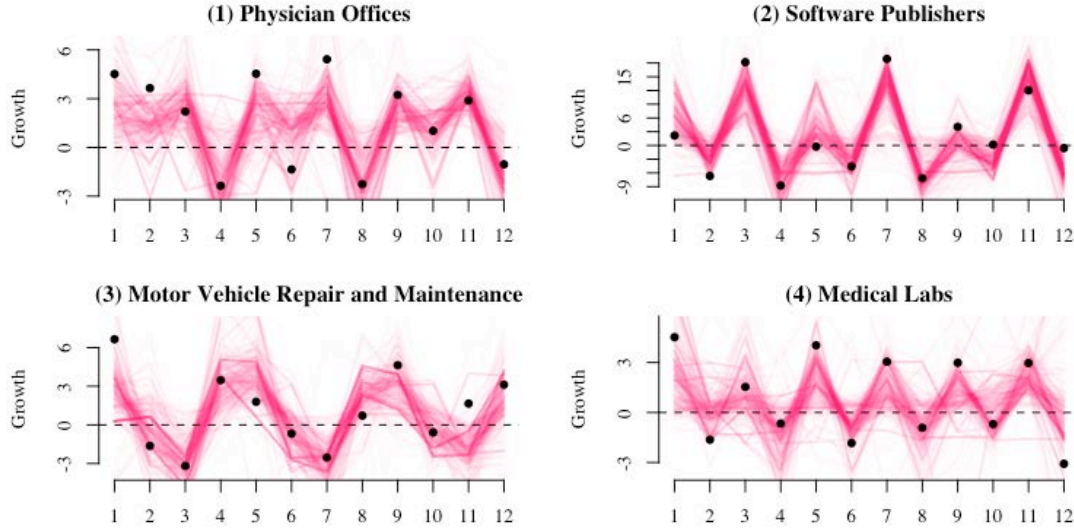 (1) Physician Offices
Growth
6
3
0
-3
1 2 3 4 5 6 7 8 9 10 11 12
(2) Software Publishers
Growth
15
6
0
-9
1 2 3 4 5 6 7 8 9 10 11 12
(3) Motor Vehicle Repair and Maintenance
Growth
6
3
0
-3
1 2 3 4 5 6 7 8 9 10 11 12
(4) Medical Labs
Growth
3
0
-3
1 2 3 4 5 6 7 8 9 10 11 12